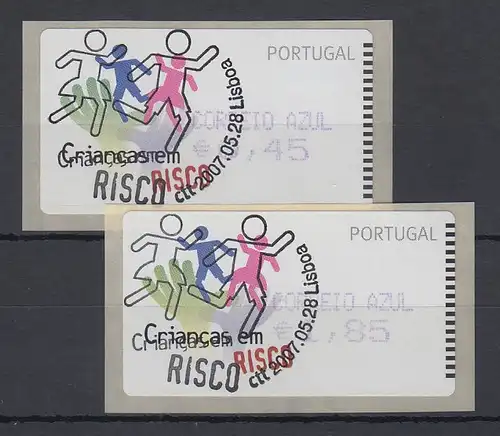 PORTUGAL
CORREIO AZUL
,45
Crianças em
Crianças em
RISCO RISCO
ctt 2007.05.28 Lisboa
PORTUGAL
CORREIO AZUL
,85
Crianças em
Crianças em
RISCO RISCO
ctt 2007.05.28 Lisboa